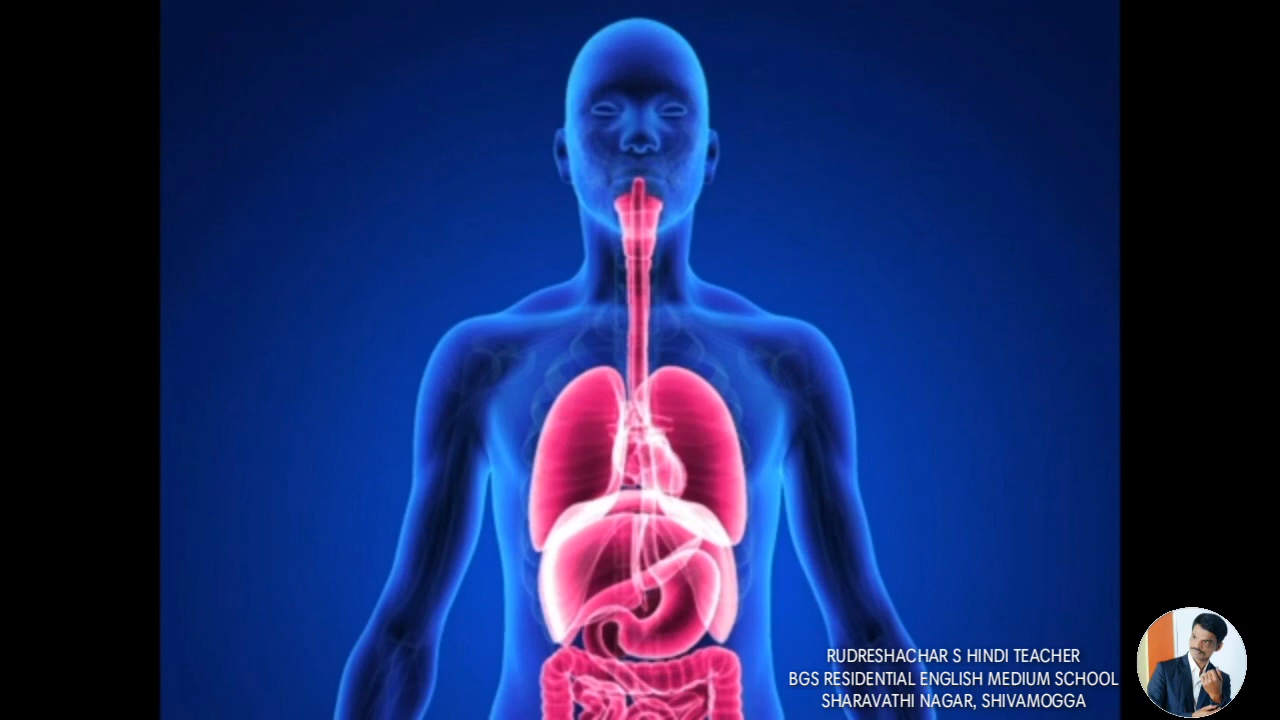 RUDRESHACHAR S HINDI TEACHER
BGS RESIDENTIAL ENGLISH MEDIUM SCHOOL
SHARAVATHI NAGAR, SHIVAMOGGA